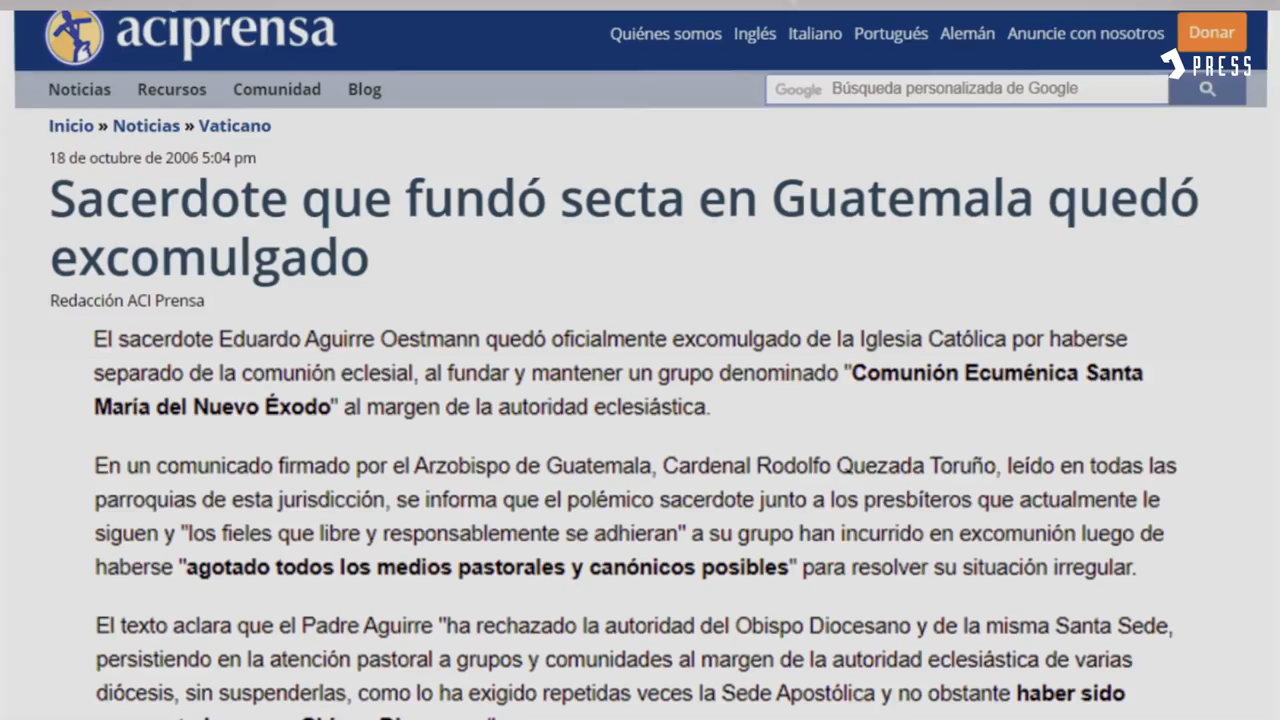 aciprensa
Quiénes somos Inglés Italiano Portugués Alemán Anuncie con nosotros Donar
PRESS
Noticias Recursos Comunidad Blog
Google Búsqueda personalizada de Google
Inicio » Noticias » Vaticano
18 de octubre de 2006 5:04 pm
Sacerdote que fundó secta en Guatemala quedó
excomulgado
Redacción ACI Prensa
El sacerdote Eduardo Aguirre Oestmann quedó oficialmente excomulgado de la Iglesia Católica por haberse
separado de la comunión eclesial, al fundar y mantener un grupo denominado "Comunión Ecuménica Santa
María del Nuevo Éxodo" al margen de la autoridad eclesiástica.
En un comunicado firmado por el Arzobispo de Guatemala, Cardenal Rodolfo Quezada Toruño, leído en todas las
parroquias de esta jurisdicción, se informa que el polémico sacerdote junto a los presbíteros que actualmente le
siguen y "los fieles que libre y responsablemente se adhieran" a su grupo han incurrido en excomunión luego de
haberse "agotado todos los medios pastorales y canónicos posibles" para resolver su situación irregular.
El texto aclara que el Padre Aguirre "ha rechazado la autoridad del Obispo Diocesano y de la misma Santa Sede,
persistiendo en la atención pastoral a grupos y comunidades al margen de la autoridad eclesiástica de varias
diócesis, sin suspenderlas, como lo ha exigido repetidas veces la Sede Apostólica y no obstante haber sido